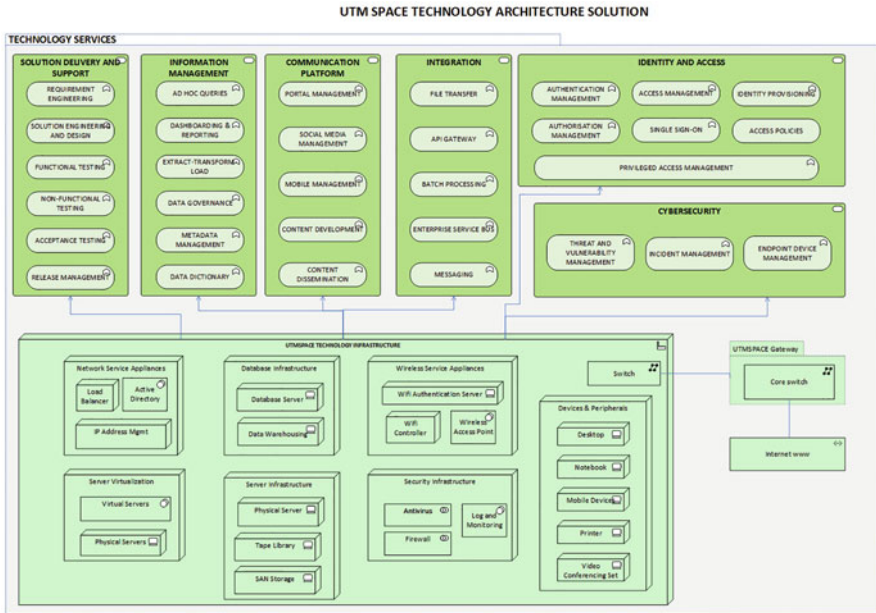 UTM SPACE TECHNOLOGY ARCHITECTURE SOLUTION
TECHNOLOGY SERVICES
SOLUTION DELIVERY AND
SUPPORT
REQUIREMENT
ENGINEERING
SOLUTION ENGINEERING
AND DESIGN
FUNCTIONAL TESTING
NON-FUNCTIONAL
TESTING
ACCEPTANCE TESTING
RELEASE MANAGEMENT
INFORMATION
MANAGEMENT
AD HOC QUERIES
DASHBOARDING &
REPORTING
EXTRACT-TRANSFORM-
LOAD
DATA GOVERNANCE
METADATA
MANAGEMENT
DATA DICTIONARY
COMMUNICATION
PLATFORM
PORTAL MANAGEMENT
SOCIAL MEDIA
MANAGEMENT
MOBILE MANAGEMENT
CONTENT DEVELOPMENT
CONTENT
DISSEMINATION
INTEGRATION
FILE TRANSFER
API GATEWAY
BATCH PROCESSING
ENTERPRISE SERVICE BUS
MESSAGING
IDENTITY AND ACCESS
AUTHENTICATION
MANAGEMENT
ACCESS MANAGEMENT
IDENTITY PROVISIONING
AUTHORISATION
MANAGEMENT
SINGLE SIGN-ON
ACCESS POLICIES
PRIVILEGED ACCESS MANAGEMENT
CYBERSECURITY
THREAT AND
VULNERABILITY
MANAGEMENT
INCIDENT MANAGEMENT
ENDPOINT DEVICE
MANAGEMENT
UTMSPACE TECHNOLOGY INFRASTRUCTURE
Network Service Appliances
Load
Balancer
Active
Directory
IP Address Mgmt
Database Infrastructure
Database Server
Data Warehousing
Wireless Service Appliances
Wifi Authentication Server
Wifi
Controller
Wireless
Access Point
Switch
Server Virtualization
Virtual Servers
Physical Servers
Server Infrastructure
Physical Server
Tape Library
SAN Storage
Security Infrastructure
Antivirus
Firewall
Log and
Monitoring
Devices & Peripherals
Desktop
Notebook
Mobile Devices
Printer
Video
Conferencing Set
UTMSPACE Gateway
Core switch
Internet www